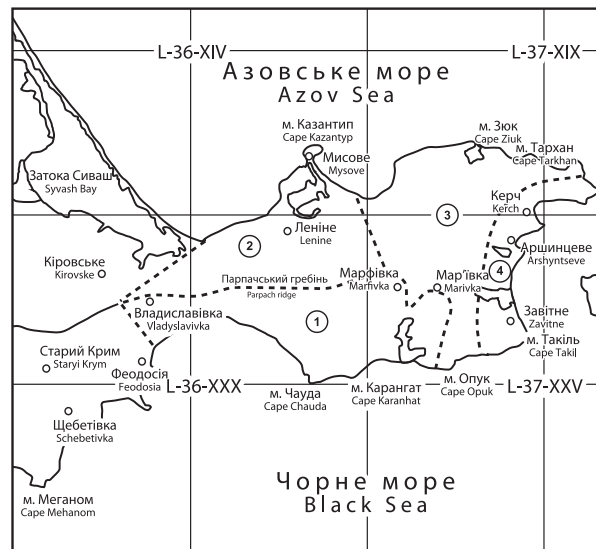 L-36-XIV
L-37-XIX
Азовське море
Azov Sea
м. Казантип
Cape Kazantyp
м. Зюк
Cape Ziuk
м. Тархан
Cape Tarkhan
Мисове
Mysove
Затока Сиваш
Syvash Bay
Керч
Kerch
3
Леніне
Lenine
2
Аршинцеве
Arshyntseve
Кіровське
Kirovske
4
Парпачський гребінь
Parpach ridge
Марфівка
Marfivka
Мар'ївка
Marivka
Владиславівка
Vladyslavivka
1
Завітне
Zavitne
м. Такіль
Cape Takil
Старий Крим
Staryi Krym
Феодосія
Feodosia
L-36-XXX
м. Чауда
Cape Chauda
м. Карангат
Cape Karanhat
м. Опук
Cape Opuk
L-37-XXV
Щебетівка
Schebetivka
Чорне море
Black Sea
м. Меганом
Cape Mehanom